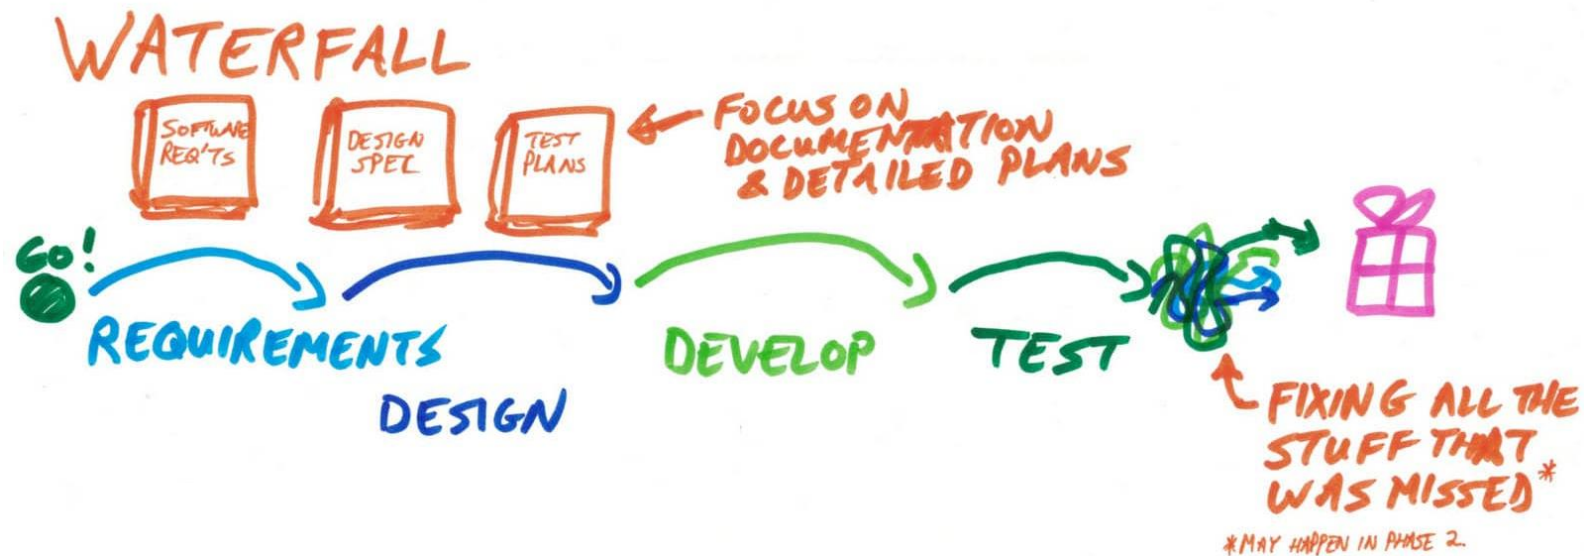 WATERFALL
SOFTWARE
REQ'TS
DESIGN
SPEC
TEST
PLANS
FOCUS ON
DOCUMENTATION
& DETAILED PLANS
GO!
REQUIREMENTS
DESIGN
DEVELOP
TEST
FIXING ALL THE
STUFF THAT
WAS MISSED*
*MAY HAPPEN IN PHASE 2.